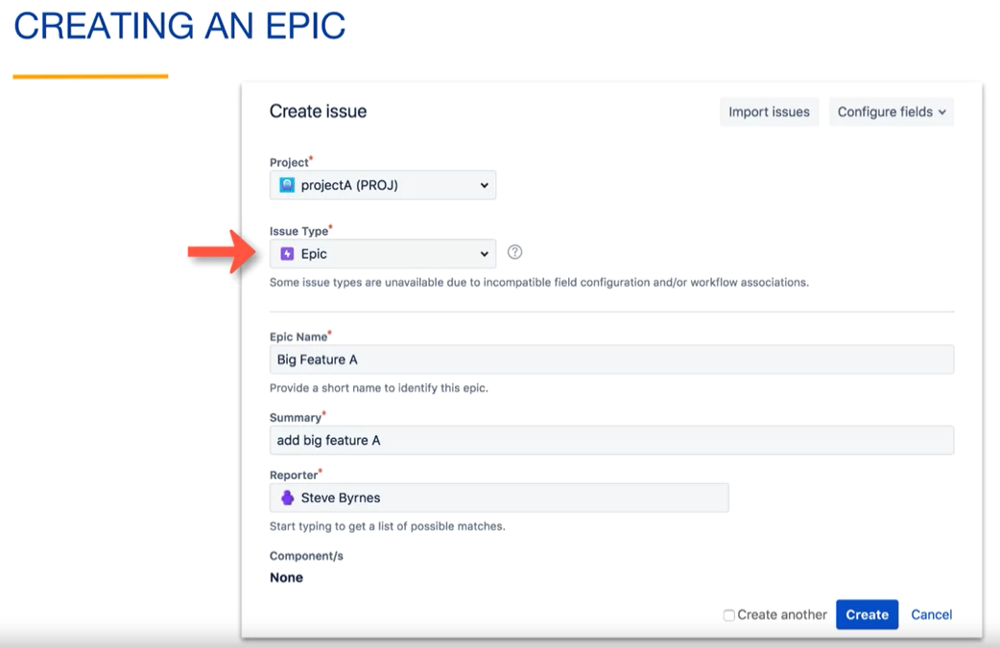 CREATING AN EPIC
Create issue
Import issues
Configure fields
Project*
projectA (PROJ)
Issue Type*
Epic
Some issue types are unavailable due to incompatible field configuration and/or workflow associations.
Epic Name*
Big Feature A
Provide a short name to identify this epic.
Summary*
add big feature A
Reporter*
Steve Byrnes
Start typing to get a list of possible matches.
Component/s
None
Create another
Create
Cancel